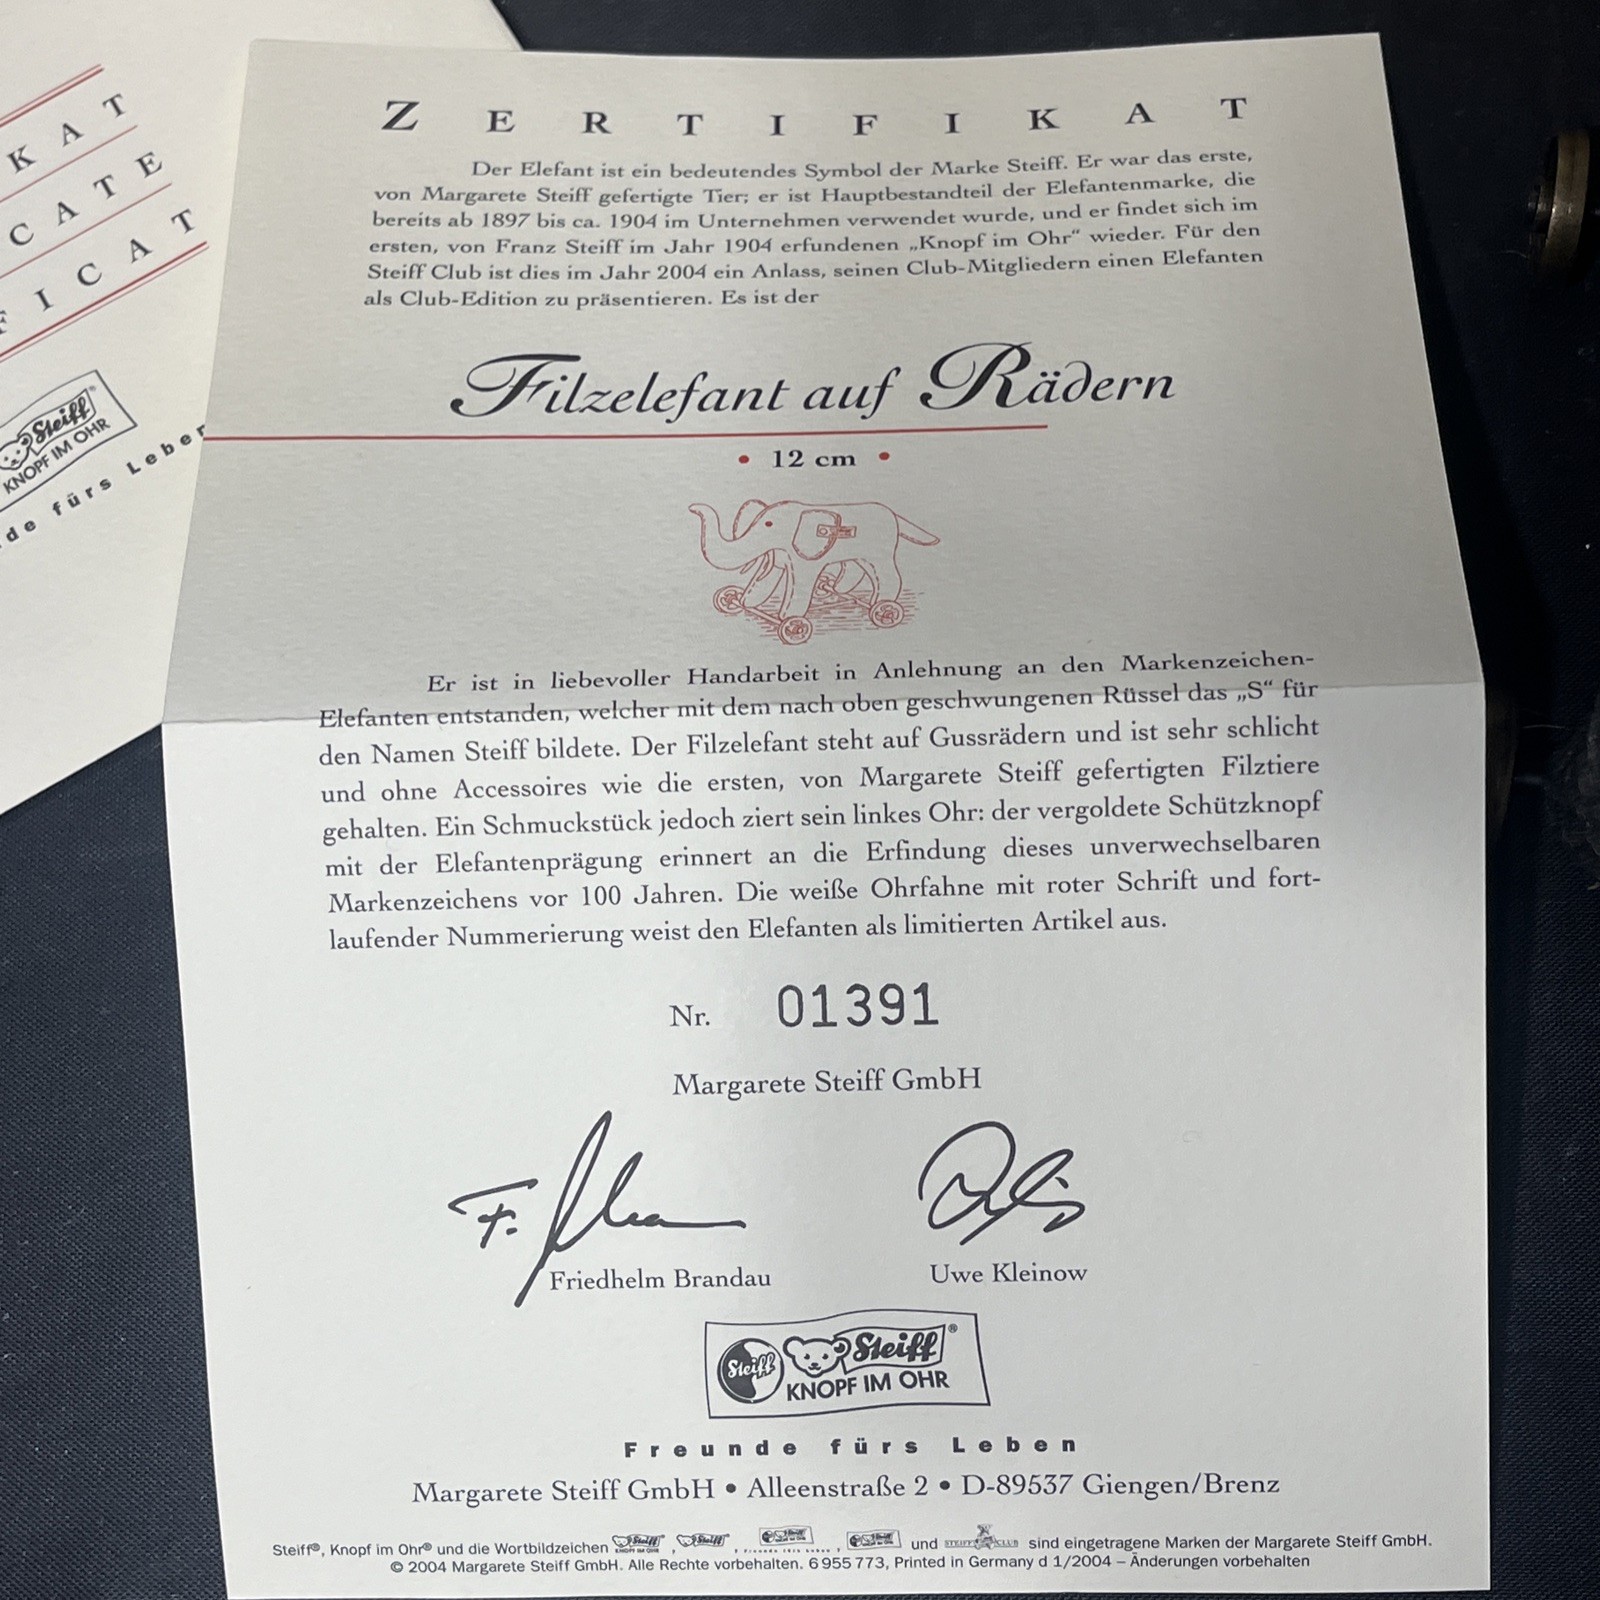 KAT
CATE
FICAT
Steiff
KNOPF IM OHR
de fürs Leben
ZERTIFIKAT
Der Elefant ist ein bedeutendes Symbol der Marke Steiff. Er war das erste,
von Margarete Steiff gefertigte Tier; er ist Hauptbestandteil der Elefantenmarke, die
bereits ab 1897 bis ca. 1904 im Unternehmen verwendet wurde, und er findet sich im
ersten, von Franz Steiff im Jahr 1904 erfundenen „Knopf im Ohr“ wieder. Für den
Steiff Club ist dies im Jahr 2004 ein Anlass, seinen Club-Mitgliedern einen Elefanten
als Club-Edition zu präsentieren. Es ist der
Filzelefant auf Rädern
• 12 cm •
Er ist in liebevoller Handarbeit in Anlehnung an den Markenzeichen-
Elefanten entstanden, welcher mit dem nach oben geschwungenen Rüssel das „S“ für
den Namen Steiff bildete. Der Filzelefant steht auf Gussrädern und ist sehr schlicht
und ohne Accessoires wie die ersten, von Margarete Steiff gefertigten Filztiere
gehalten. Ein Schmuckstück jedoch ziert sein linkes Ohr: der vergoldete Schützknopf
mit der Elefantenprägung erinnert an die Erfindung dieses unverwechselbaren
Markenzeichens vor 100 Jahren. Die weiße Ohrfahne mit roter Schrift und fort-
laufender Nummerierung weist den Elefanten als limitierten Artikel aus.
Nr. 01391
Margarete Steiff GmbH
Friedhelm Brandau Uwe Kleinow
Steiff Steiff®
KNOPF IM OHR
Freunde fürs Leben
Margarete Steiff GmbH • Alleenstraße 2 • D-89537 Giengen/Brenz
Steiff®, Knopf im Ohr® und die Wortbildzeichen , , , und sind eingetragene Marken der Margarete Steiff GmbH.
© 2004 Margarete Steiff GmbH. Alle Rechte vorbehalten. 6 955 773, Printed in Germany d 1/2004 – Änderungen vorbehalten